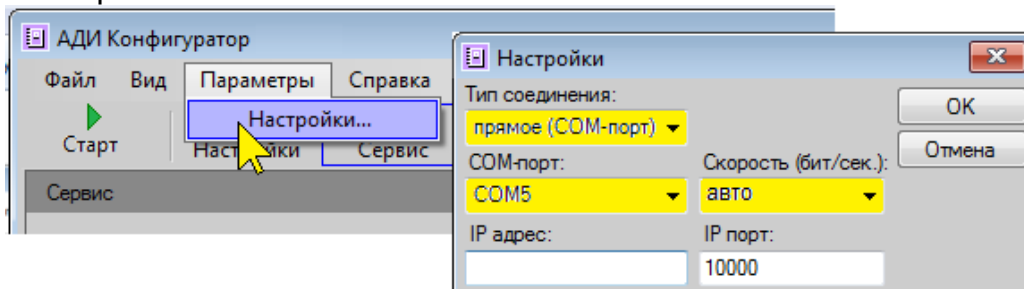 АДИ Конфигуратор
Файл Вид Параметры Справка
Настройки...
Старт
Сервис
Сервис
Настройки
Тип соединения:
прямое (COM-порт)
OK
Отмена
COM-порт:
Скорость (бит/сек.):
COM5
авто
IP адрес:
IP порт:
10000